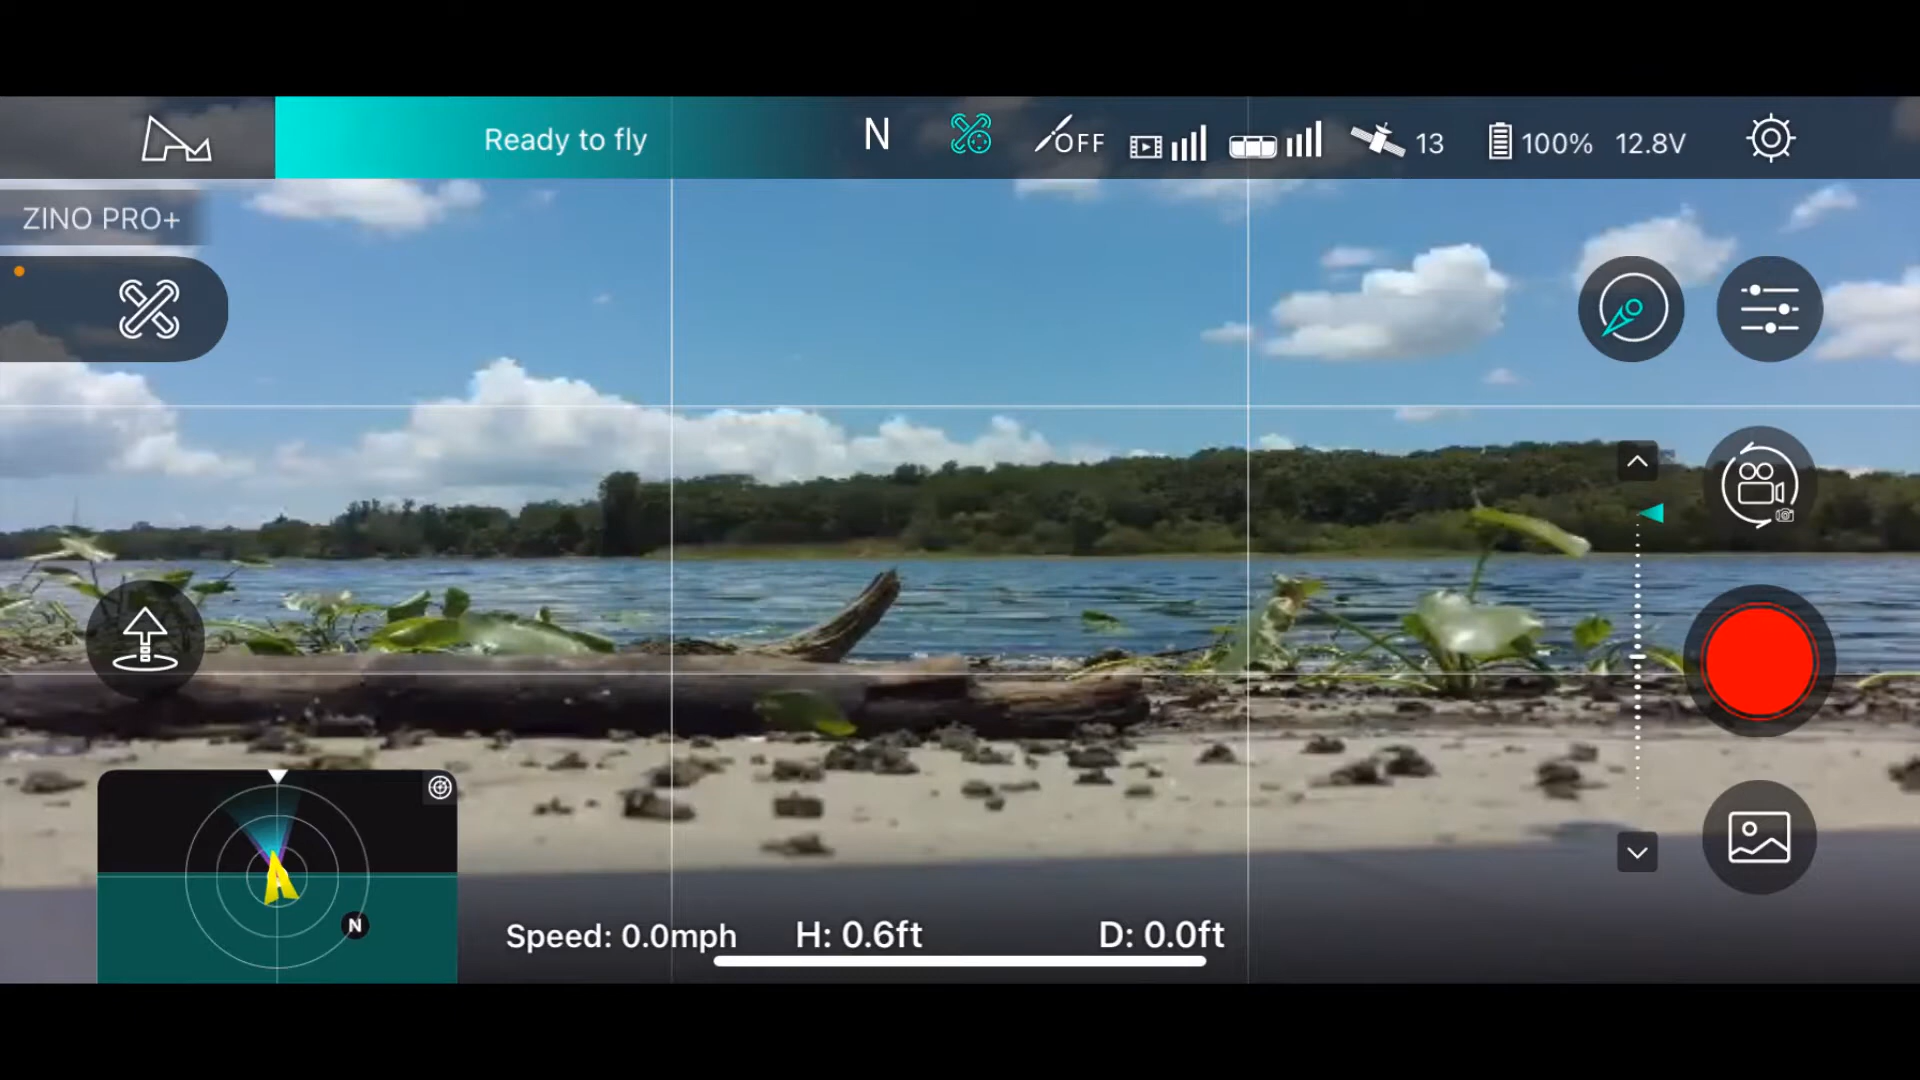 Ready to fly
N
OFF
13
100%
12.8V
ZINO PRO+
N
Speed: 0.0mph
H: 0.6ft
D: 0.0ft